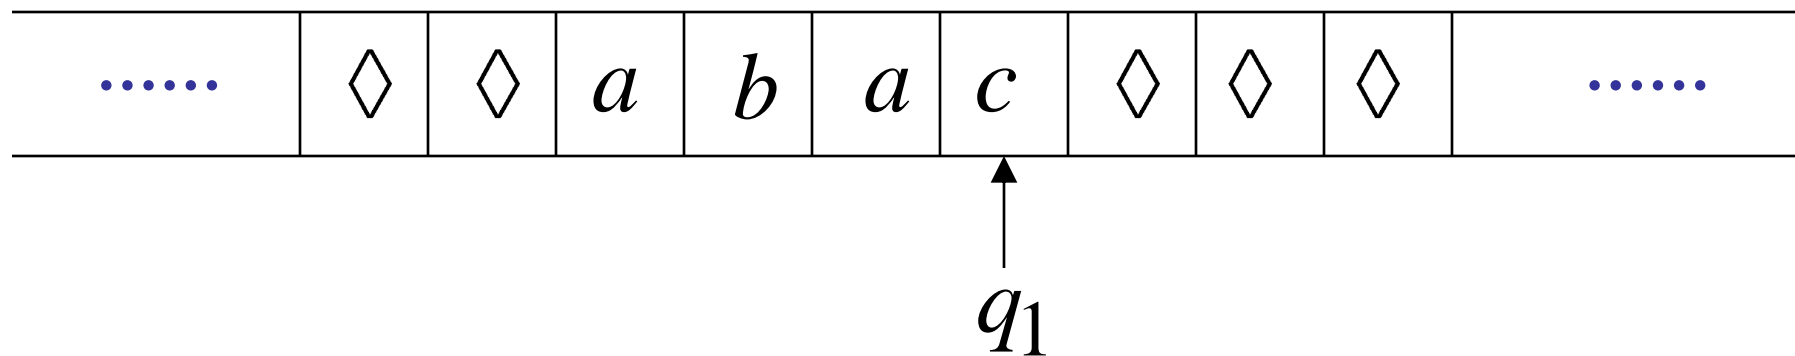 ...... ◊ ◊ a b a c ◊ ◊ ◊ ......
q₁